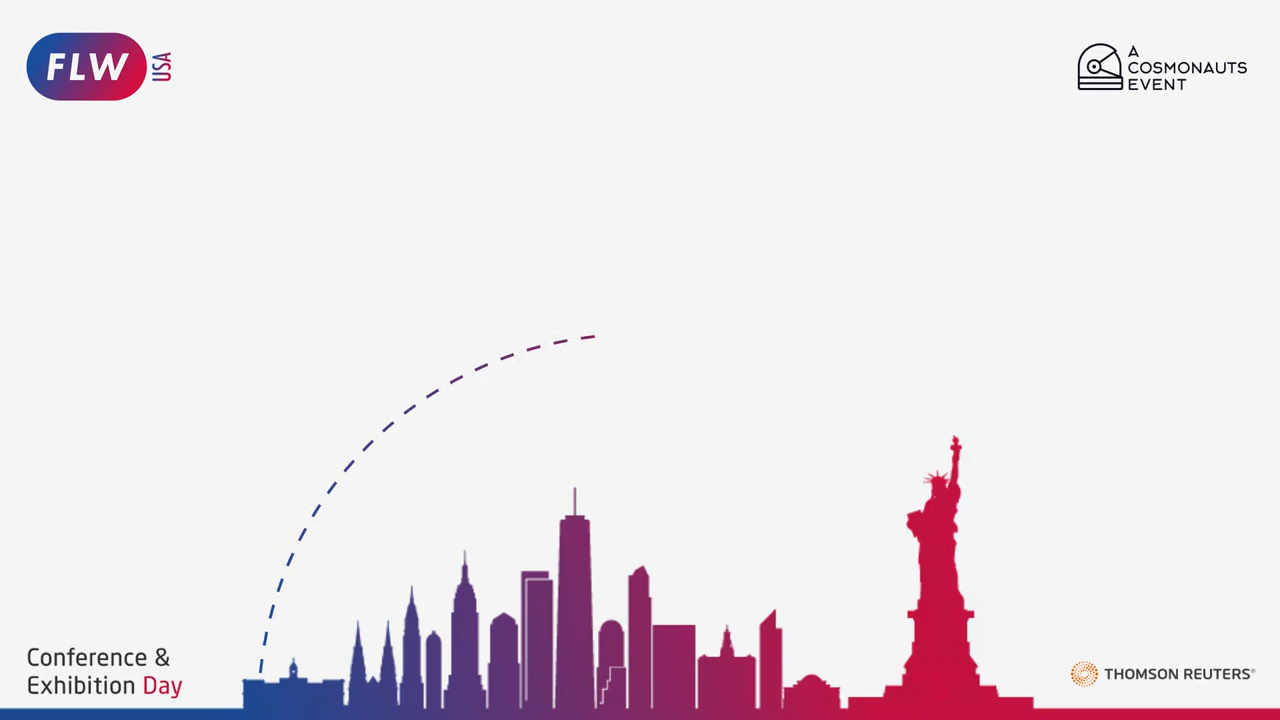 FLW
USA
A
COSMONAUTS
EVENT
Conference &
Exhibition Day
THOMSON REUTERS®